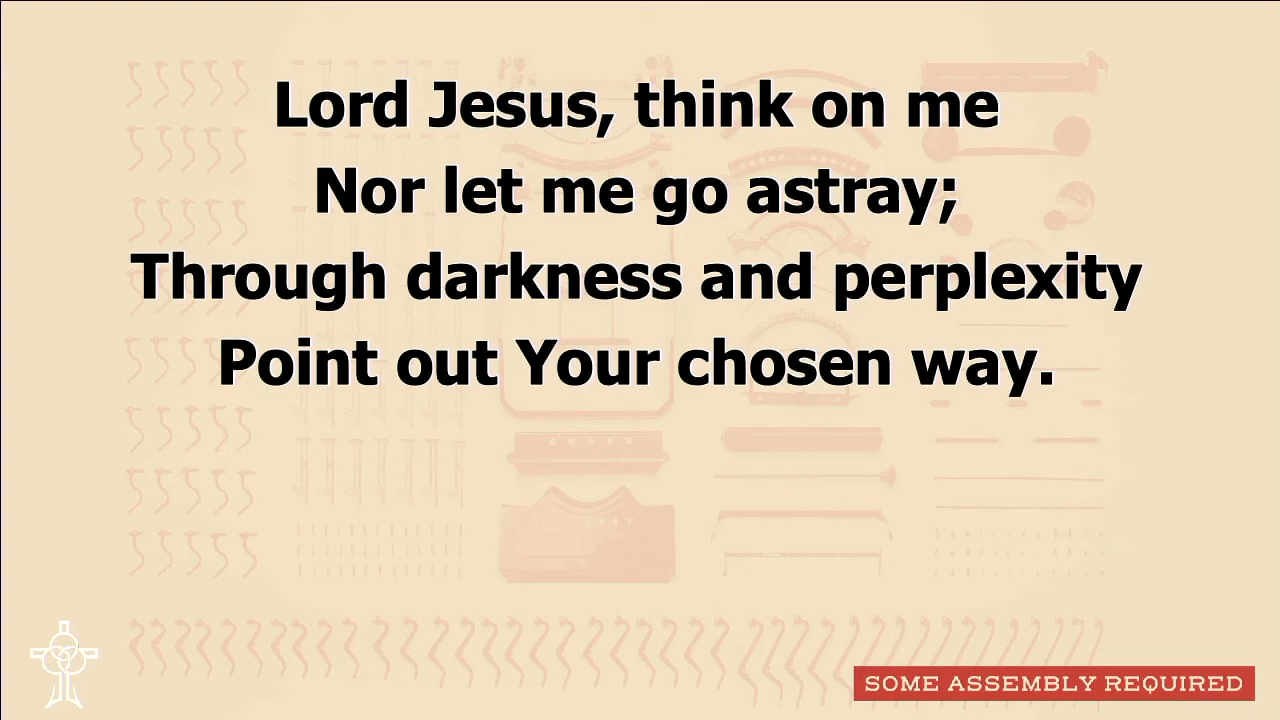 Lord Jesus, think on me
Nor let me go astray;
Through darkness and perplexity
Point out Your chosen way.
SOME ASSEMBLY REQUIRED